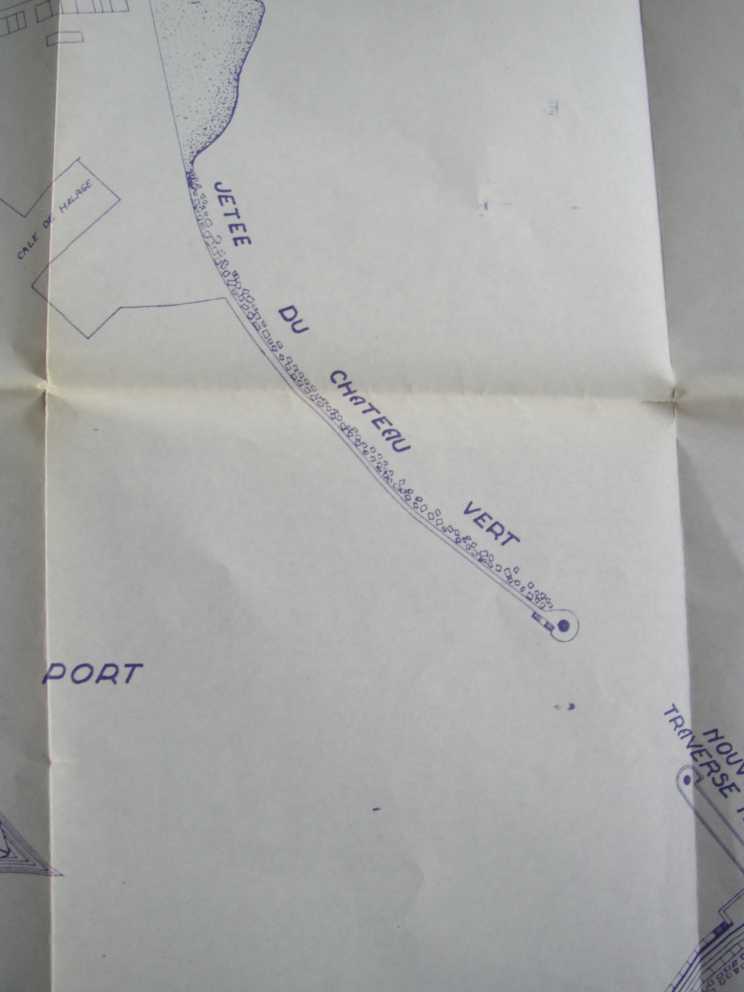 CALE DE HALAGE
JETEE DU CHATEAU VERT
PORT
NOUV
TRAVERSE